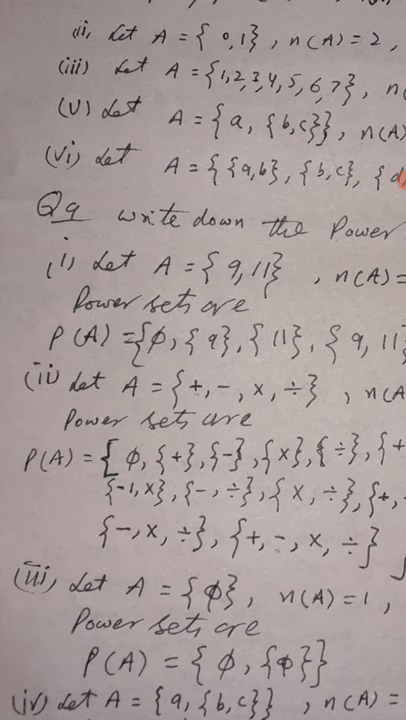 (ii) Let A = { 0,1} , n(A) = 2 ,
(iii) Let A = {1,2,3,4,5,6,7}, n
(v) Let A = {a, {b,c}}, n(A)
(vi) Let A = {{a,b}, {b,c}, {d,
Q9 write down the Power
(i) Let A = { 9,11} , n(A) =
Power sets are
P(A) = {φ, {9}, {11}, {9, 11
(ii) Let A = {+, -, ×, ÷} , n(A
Power sets are
P(A) = { φ, {+}, {-}, {×}, {÷}, {+
{-1,×}, {-, ÷}, {×, ÷}, {+,
{-, ×, ÷}, {+, -, ×, ÷}
(iii) Let A = {φ}, n(A) = 1 ,
Power sets are
P(A) = { φ, {φ}}
(iv) Let A = {a, {b,c}} , n(A) =